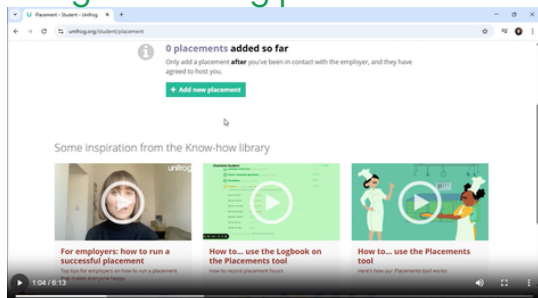 Placement - Student - Unifrog
unifrog.org/student/placement
0 placements added so far
Only add a placement after you've been in contact with the employer, and they have
agreed to host you.
+ Add new placement
Some inspiration from the Know-how library
unifrog
For employers: how to run a
successful placement
Top tips for employers on how to run a placement
that makes everyone happy
How to... use the Logbook on
the Placements tool
How to record placement hours
How to... use the
Placements tool
Here's how our Placements tool works
1:04 / 6:13